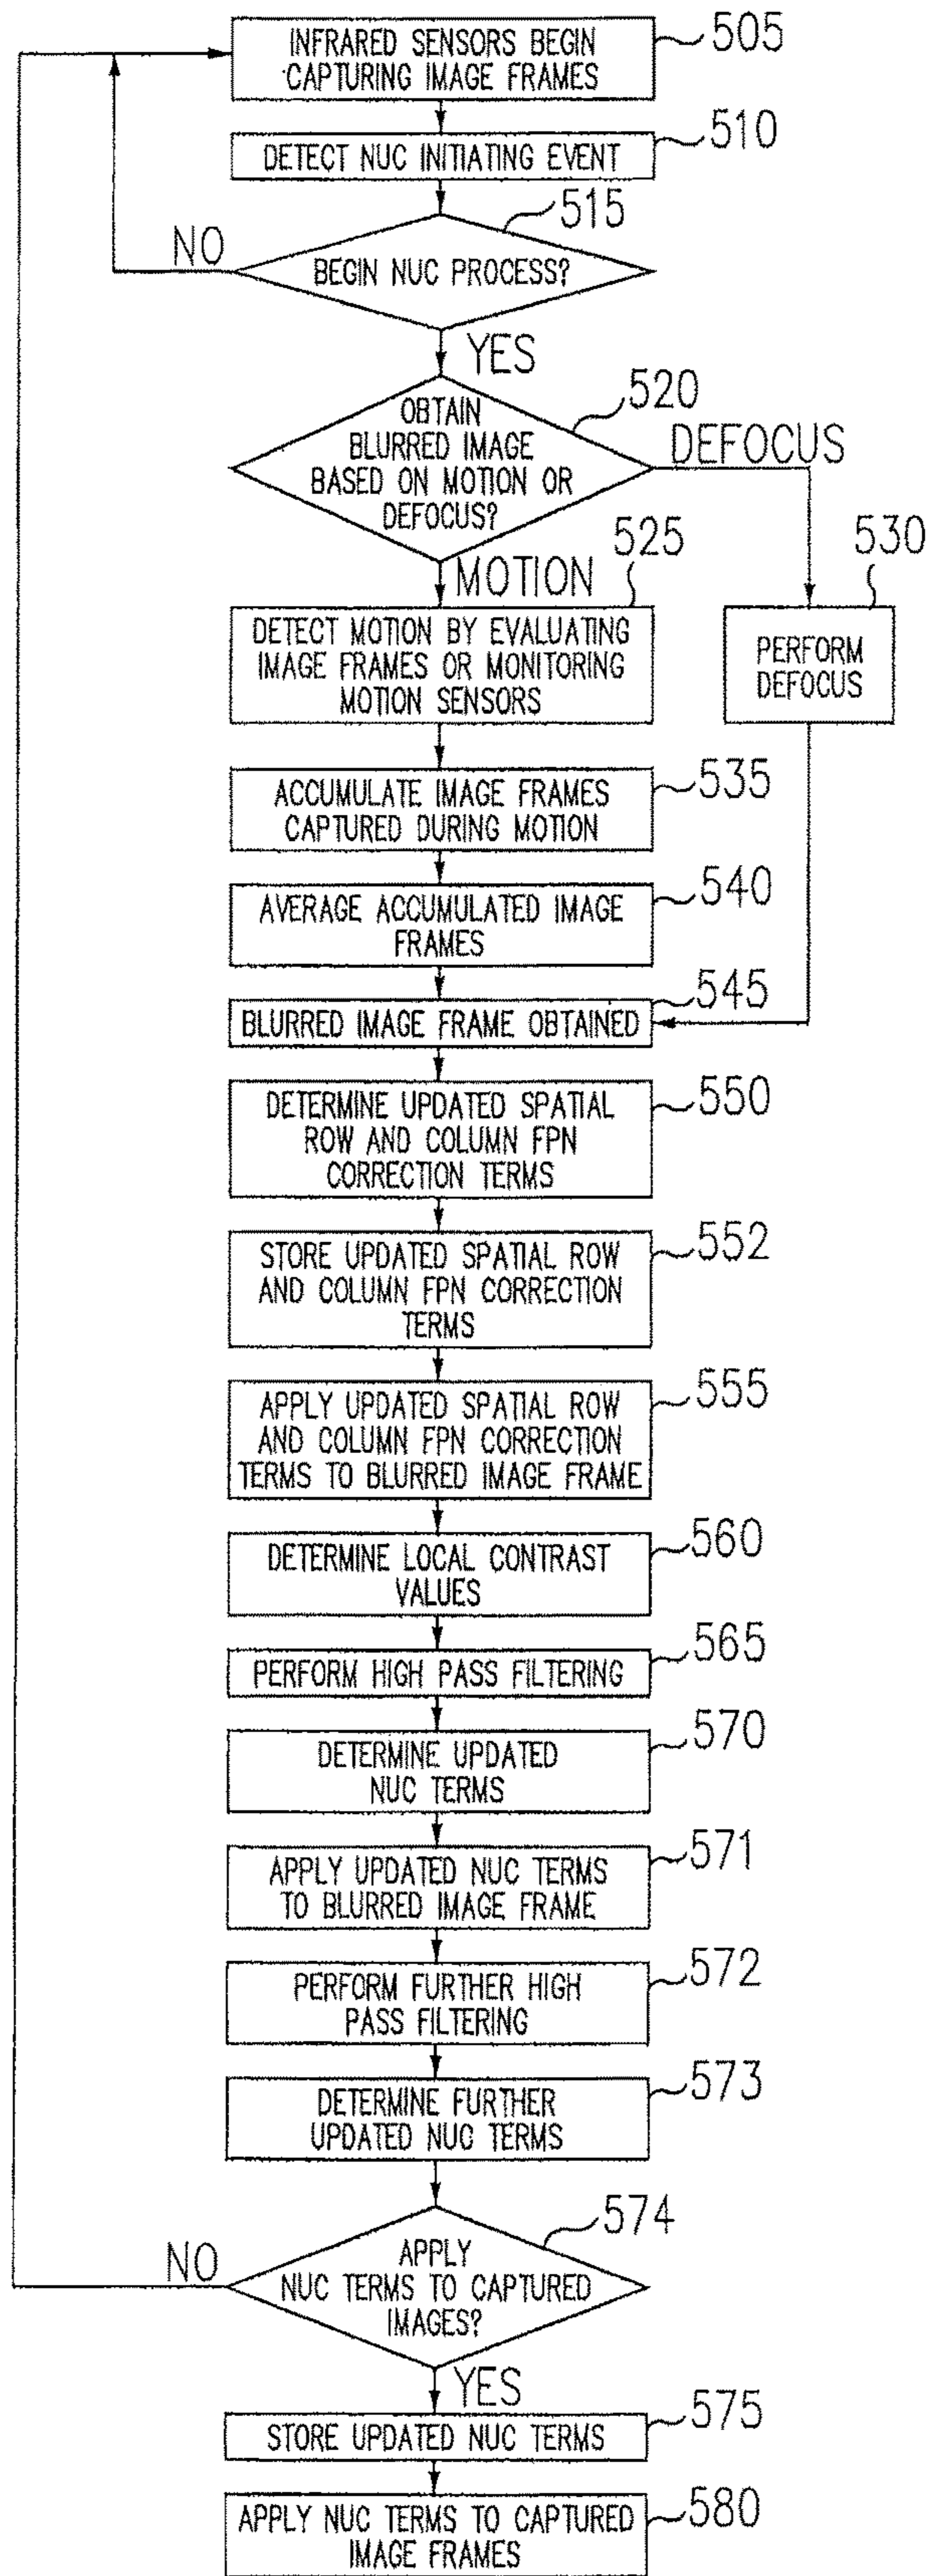 INFRARED SENSORS BEGIN
CAPTURING IMAGE FRAMES
505
DETECT NUC INITIATING EVENT
510
515
NO
BEGIN NUC PROCESS?
YES
520
OBTAIN
BLURRED IMAGE
BASED ON MOTION OR
DEFOCUS?
DEFOCUS
MOTION
525
530
DETECT MOTION BY EVALUATING
IMAGE FRAMES OR MONITORING
MOTION SENSORS
PERFORM
DEFOCUS
ACCUMULATE IMAGE FRAMES
CAPTURED DURING MOTION
535
AVERAGE ACCUMULATED IMAGE
FRAMES
540
BLURRED IMAGE FRAME OBTAINED
545
DETERMINE UPDATED SPATIAL
ROW AND COLUMN FPN
CORRECTION TERMS
550
STORE UPDATED SPATIAL ROW
AND COLUMN FPN CORRECTION
TERMS
552
APPLY UPDATED SPATIAL ROW
AND COLUMN FPN CORRECTION
TERMS TO BLURRED IMAGE FRAME
555
DETERMINE LOCAL CONTRAST
VALUES
560
PERFORM HIGH PASS FILTERING
565
DETERMINE UPDATED
NUC TERMS
570
APPLY UPDATED NUC TERMS
TO BLURRED IMAGE FRAME
571
PERFORM FURTHER HIGH
PASS FILTERING
572
DETERMINE FURTHER
UPDATED NUC TERMS
573
574
NO
APPLY
NUC TERMS TO CAPTURED
IMAGES?
YES
STORE UPDATED NUC TERMS
575
APPLY NUC TERMS TO CAPTURED
IMAGE FRAMES
580